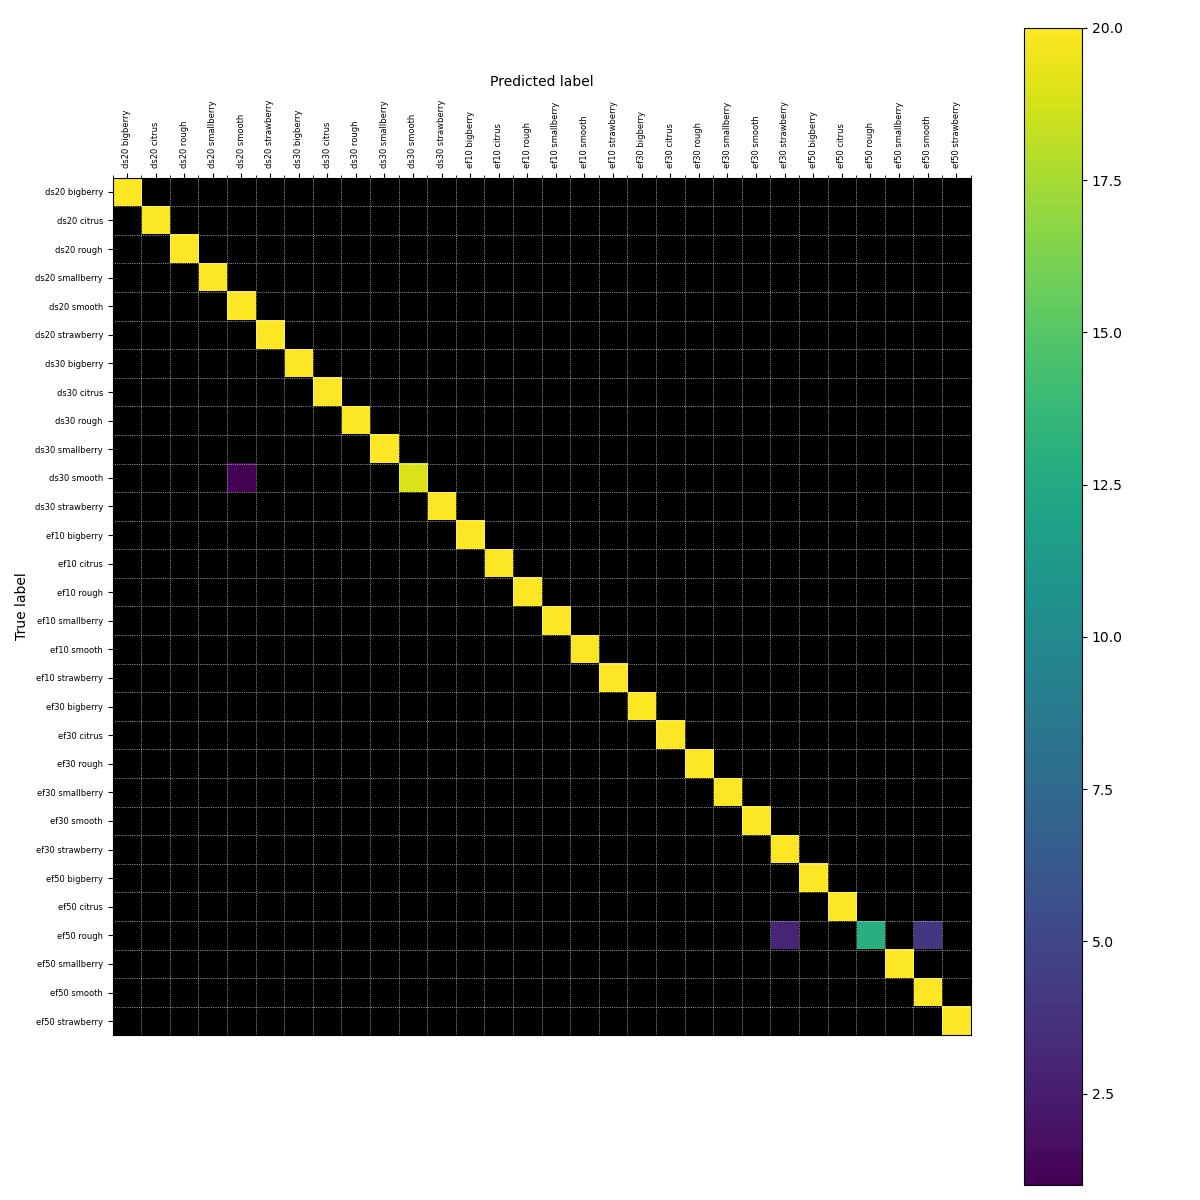 Predicted label
ds20 bigberry
ds20 citrus
ds20 rough
ds20 smallberry
ds20 smooth
ds20 strawberry
ds30 bigberry
ds30 citrus
ds30 rough
ds30 smallberry
ds30 smooth
ds30 strawberry
ef10 bigberry
ef10 citrus
ef10 rough
ef10 smallberry
ef10 smooth
ef10 strawberry
ef30 bigberry
ef30 citrus
ef30 rough
ef30 smallberry
ef30 smooth
ef30 strawberry
ef50 bigberry
ef50 citrus
ef50 rough
ef50 smallberry
ef50 smooth
ef50 strawberry
True label
ds20 bigberry
ds20 citrus
ds20 rough
ds20 smallberry
ds20 smooth
ds20 strawberry
ds30 bigberry
ds30 citrus
ds30 rough
ds30 smallberry
ds30 smooth
ds30 strawberry
ef10 bigberry
ef10 citrus
ef10 rough
ef10 smallberry
ef10 smooth
ef10 strawberry
ef30 bigberry
ef30 citrus
ef30 rough
ef30 smallberry
ef30 smooth
ef30 strawberry
ef50 bigberry
ef50 citrus
ef50 rough
ef50 smallberry
ef50 smooth
ef50 strawberry
20.0
17.5
15.0
12.5
10.0
7.5
5.0
2.5